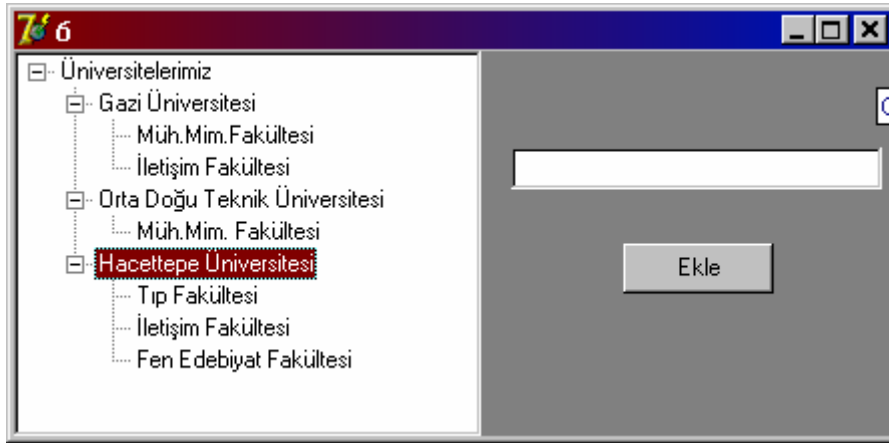 6
Üniversitelerimiz
Gazi Üniversitesi
Müh.Mim.Fakültesi
İletişim Fakültesi
Orta Doğu Teknik Üniversitesi
Müh.Mim. Fakültesi
Hacettepe Üniversitesi
Tıp Fakültesi
İletişim Fakültesi
Fen Edebiyat Fakültesi
Ekle